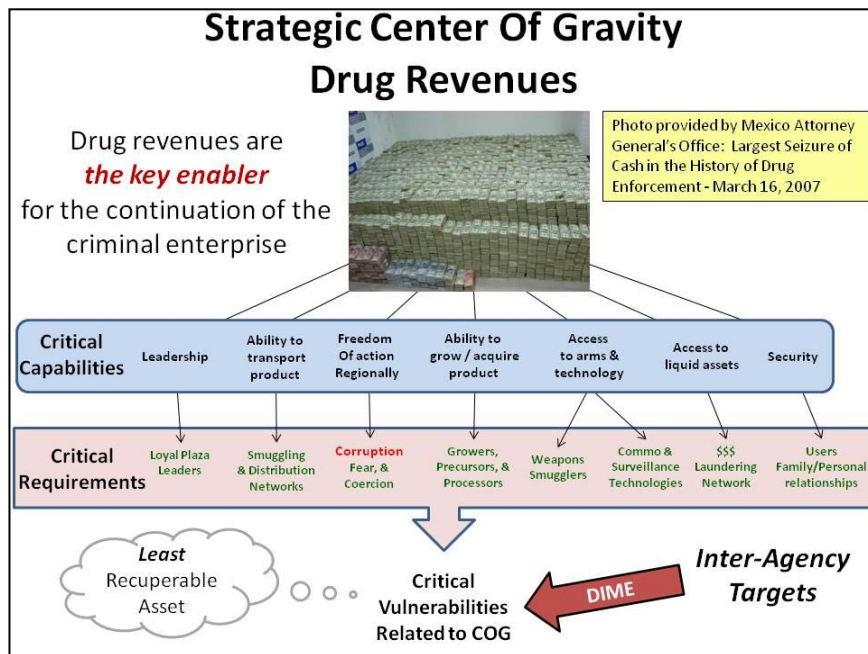 Strategic Center Of Gravity
Drug Revenues
Drug revenues are
the key enabler
for the continuation of the
criminal enterprise
Photo provided by Mexico Attorney
General's Office: Largest Seizure of
Cash in the History of Drug
Enforcement - March 16, 2007
Critical
Capabilities
Leadership
Ability to
transport
product
Freedom
Of action
Regionally
Ability to
grow / acquire
product
Access
to arms &
technology
Access to
liquid assets
Security
Critical
Requirements
Loyal Plaza
Leaders
Smuggling
& Distribution
Networks
Corruption
Fear, &
Coercion
Growers,
Precursors, &
Processors
Weapons
Smugglers
Commo &
Surveillance
Technologies
$$$
Laundering
Network
Users
Family/Personal
relationships
Least
Recuperable
Asset
Critical
Vulnerabilities
Related to COG
DIME
Inter-Agency
Targets